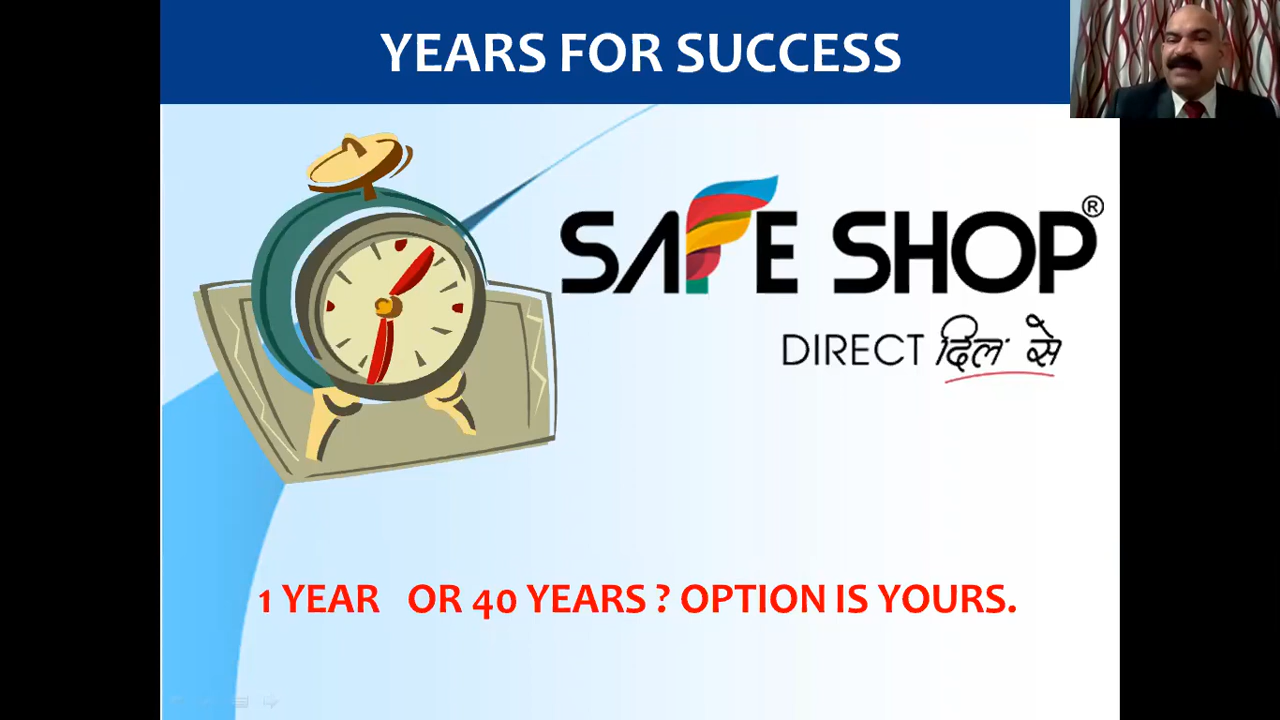 YEARS FOR SUCCESS
SAFE SHOP®
DIRECT दिल से
1 YEAR OR 40 YEARS ? OPTION IS YOURS.